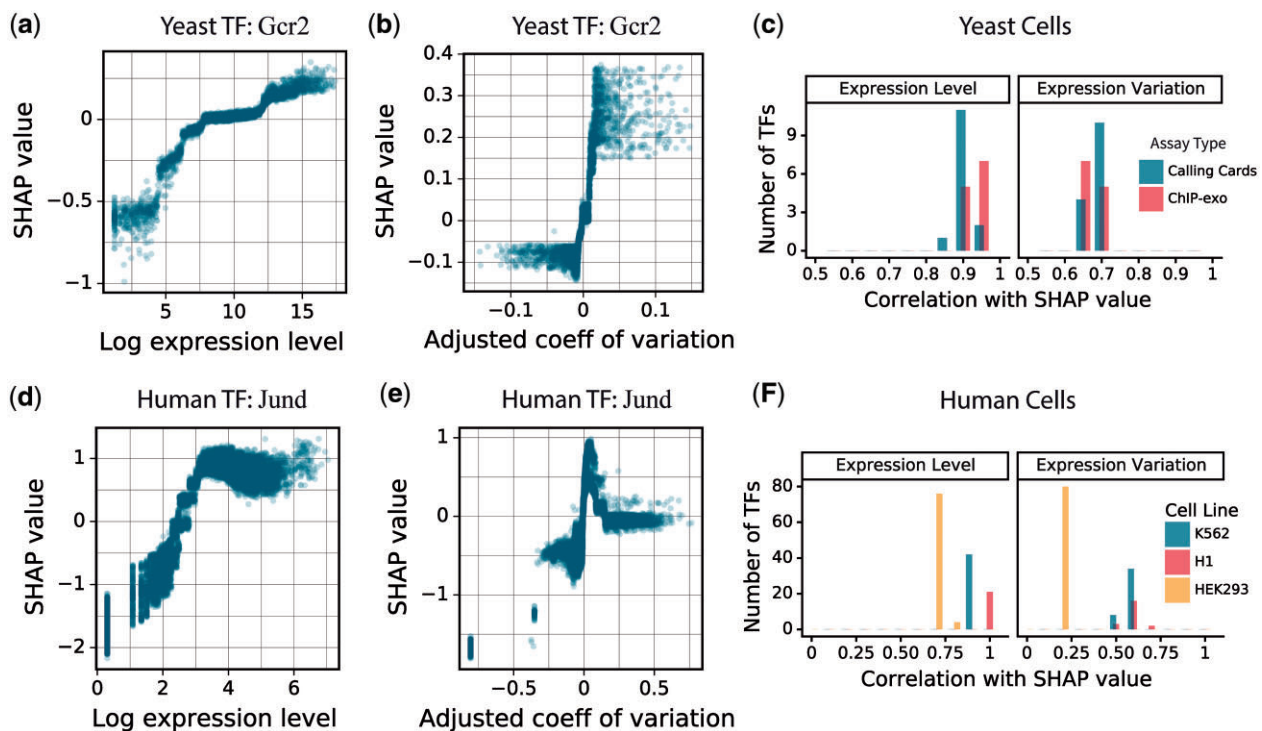 (a)
Yeast TF: Gcr2
SHAP value
0
−0.5
−1
5
10
15
Log expression level
(b)
Yeast TF: Gcr2
SHAP value
0.4
0.3
0.2
0.1
0
−0.1
−0.1
0
0.1
Adjusted coeff of variation
(c)
Yeast Cells
Expression Level
Expression Variation
Number of TFs
9
6
3
0
Assay Type
Calling Cards
ChIP-exo
0.5 0.6 0.7 0.8 0.9 1
0.5 0.6 0.7 0.8 0.9 1
Correlation with SHAP value
(d)
Human TF: Jund
SHAP value
1
0
−1
−2
0
2
4
6
Log expression level
(e)
Human TF: Jund
SHAP value
1
0
−1
−0.5
0
0.5
Adjusted coeff of variation
(F)
Human Cells
Expression Level
Expression Variation
Number of TFs
80
60
40
20
0
Cell Line
K562
H1
HEK293
0 0.25 0.50 0.75 1
0 0.25 0.50 0.75 1
Correlation with SHAP value